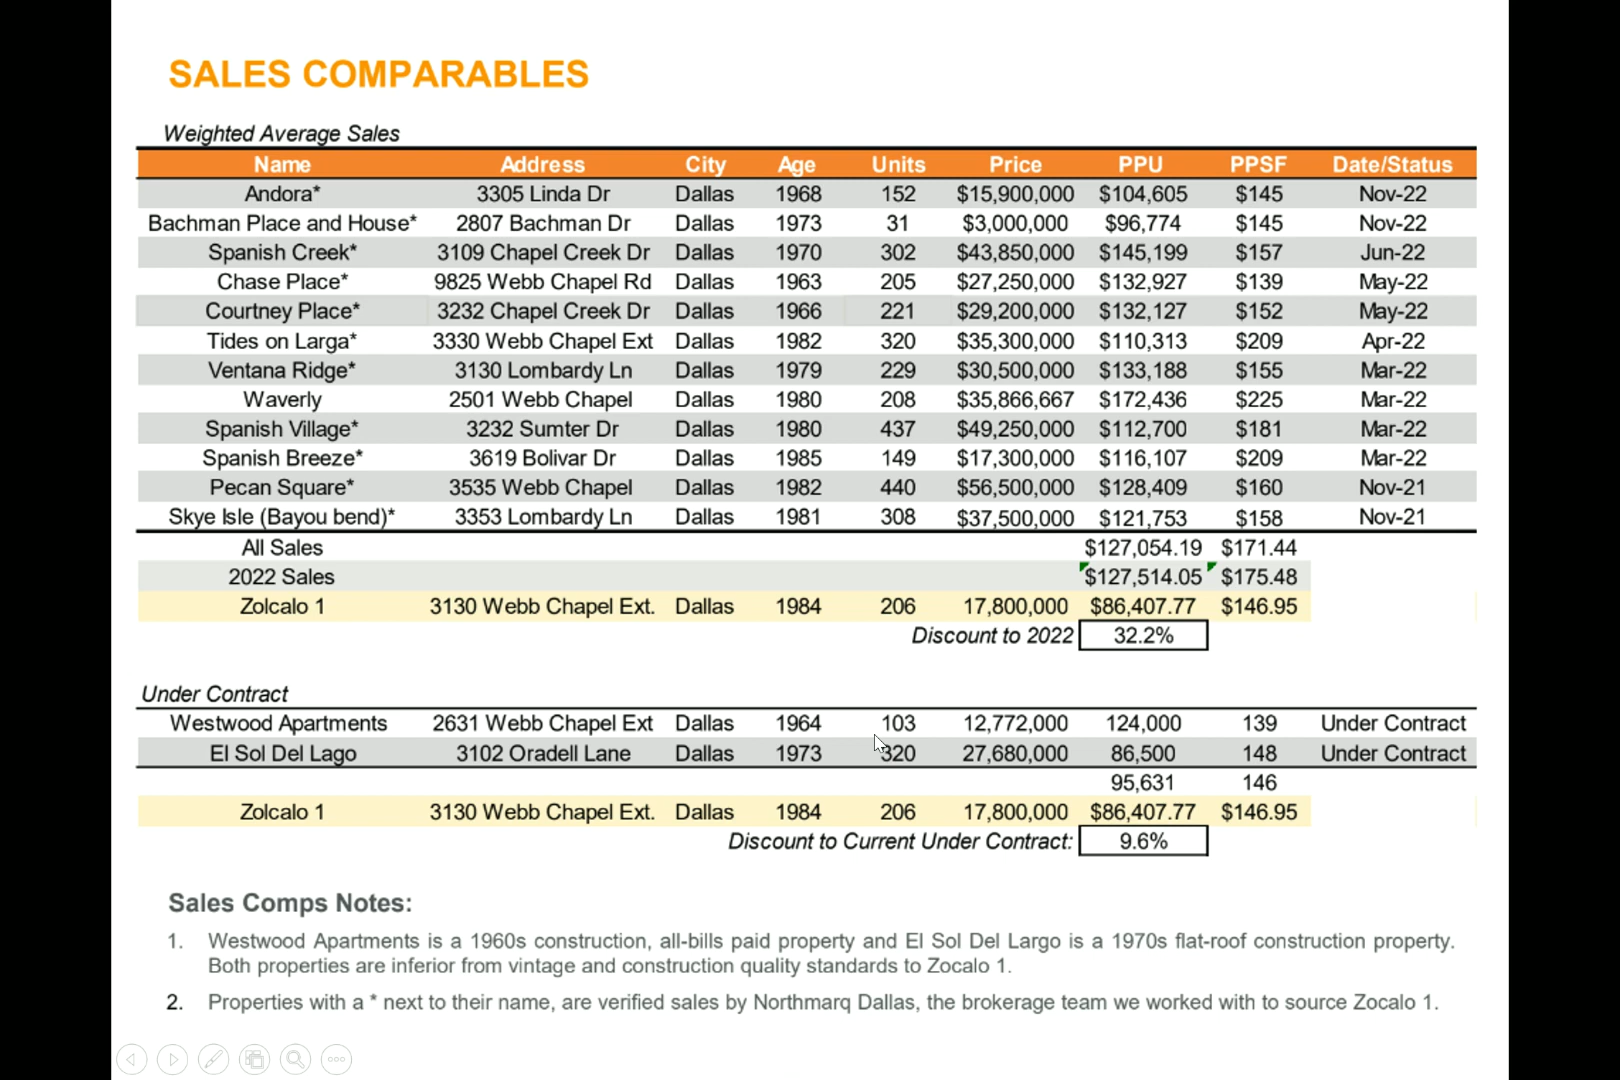 SALES COMPARABLES
Weighted Average Sales
Name Address City Age Units Price PPU PPSF Date/Status
Andora* 3305 Linda Dr Dallas 1968 152 $15,900,000 $104,605 $145 Nov-22
Bachman Place and House* 2807 Bachman Dr Dallas 1973 31 $3,000,000 $96,774 $145 Nov-22
Spanish Creek* 3109 Chapel Creek Dr Dallas 1970 302 $43,850,000 $145,199 $157 Jun-22
Chase Place* 9825 Webb Chapel Rd Dallas 1963 205 $27,250,000 $132,927 $139 May-22
Courtney Place* 3232 Chapel Creek Dr Dallas 1966 221 $29,200,000 $132,127 $152 May-22
Tides on Larga* 3330 Webb Chapel Ext Dallas 1982 320 $35,300,000 $110,313 $209 Apr-22
Ventana Ridge* 3130 Lombardy Ln Dallas 1979 229 $30,500,000 $133,188 $155 Mar-22
Waverly 2501 Webb Chapel Dallas 1980 208 $35,866,667 $172,436 $225 Mar-22
Spanish Village* 3232 Sumter Dr Dallas 1980 437 $49,250,000 $112,700 $181 Mar-22
Spanish Breeze* 3619 Bolivar Dr Dallas 1985 149 $17,300,000 $116,107 $209 Mar-22
Pecan Square* 3535 Webb Chapel Dallas 1982 440 $56,500,000 $128,409 $160 Nov-21
Skye Isle (Bayou bend)* 3353 Lombardy Ln Dallas 1981 308 $37,500,000 $121,753 $158 Nov-21
All Sales $127,054.19 $171.44
2022 Sales $127,514.05 $175.48
Zolcalo 1 3130 Webb Chapel Ext. Dallas 1984 206 17,800,000 $86,407.77 $146.95
Discount to 2022 32.2%
Under Contract
Westwood Apartments 2631 Webb Chapel Ext Dallas 1964 103 12,772,000 124,000 139 Under Contract
El Sol Del Lago 3102 Oradell Lane Dallas 1973 320 27,680,000 86,500 148 Under Contract
95,631 146
Zolcalo 1 3130 Webb Chapel Ext. Dallas 1984 206 17,800,000 $86,407.77 $146.95
Discount to Current Under Contract: 9.6%
Sales Comps Notes:
1. Westwood Apartments is a 1960s construction, all-bills paid property and El Sol Del Largo is a 1970s flat-roof construction property.
Both properties are inferior from vintage and construction quality standards to Zocalo 1.
2. Properties with a * next to their name, are verified sales by Northmarq Dallas, the brokerage team we worked with to source Zocalo 1.